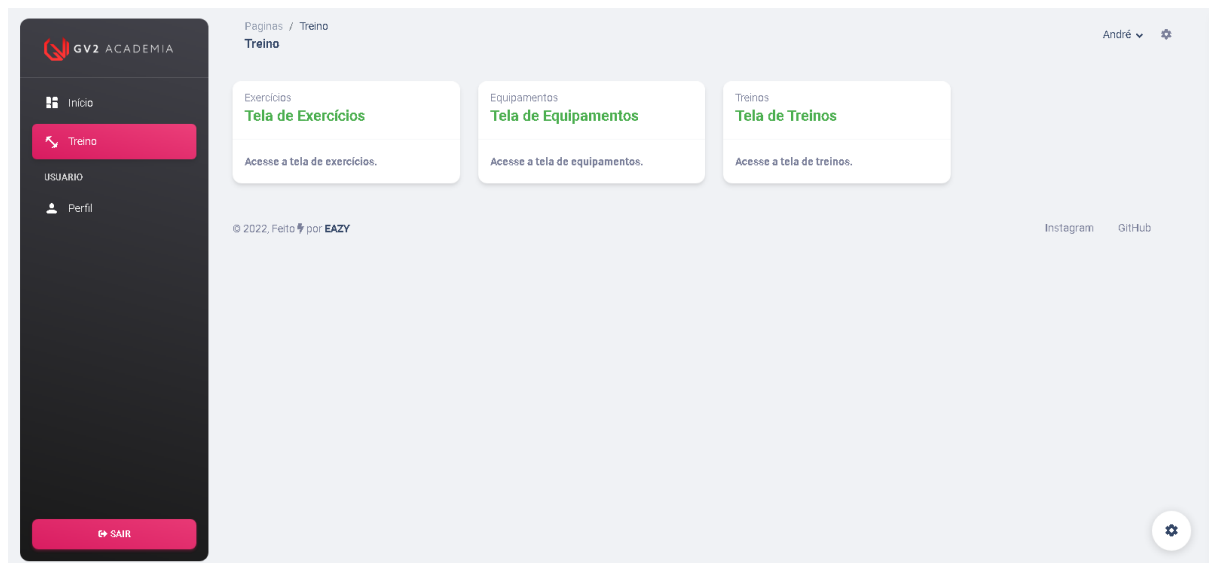 GV2 ACADEMIA
Início
Treino
USUARIO
Perfil
SAIR
Paginas / Treino
Treino
André
Exercícios
Tela de Exercícios
Acesse a tela de exercícios.
Equipamentos
Tela de Equipamentos
Acesse a tela de equipamentos.
Treinos
Tela de Treinos
Acesse a tela de treinos.
© 2022, Feito por EAZY
Instagram GitHub